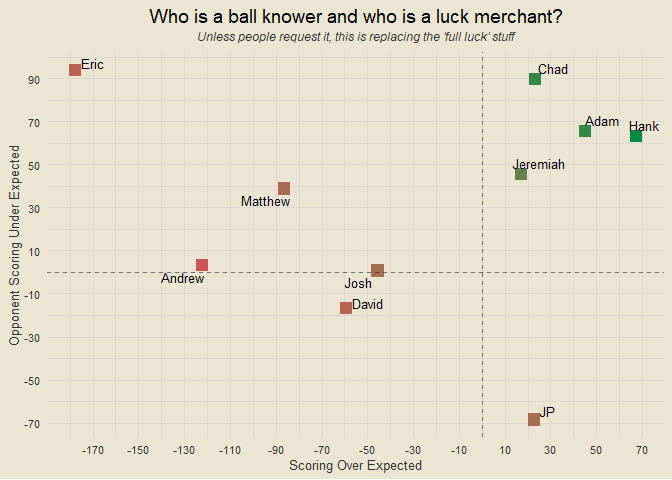 Who is a ball knower and who is a luck merchant?
Unless people request it, this is replacing the 'full luck' stuff
Opponent Scoring Under Expected
90
70
50
30
10
-10
-30
-50
-70
Eric
Chad
Adam
Hank
Jeremiah
Matthew
Andrew
Josh
David
JP
-170 -150 -130 -110 -90 -70 -50 -30 -10 10 30 50 70
Scoring Over Expected